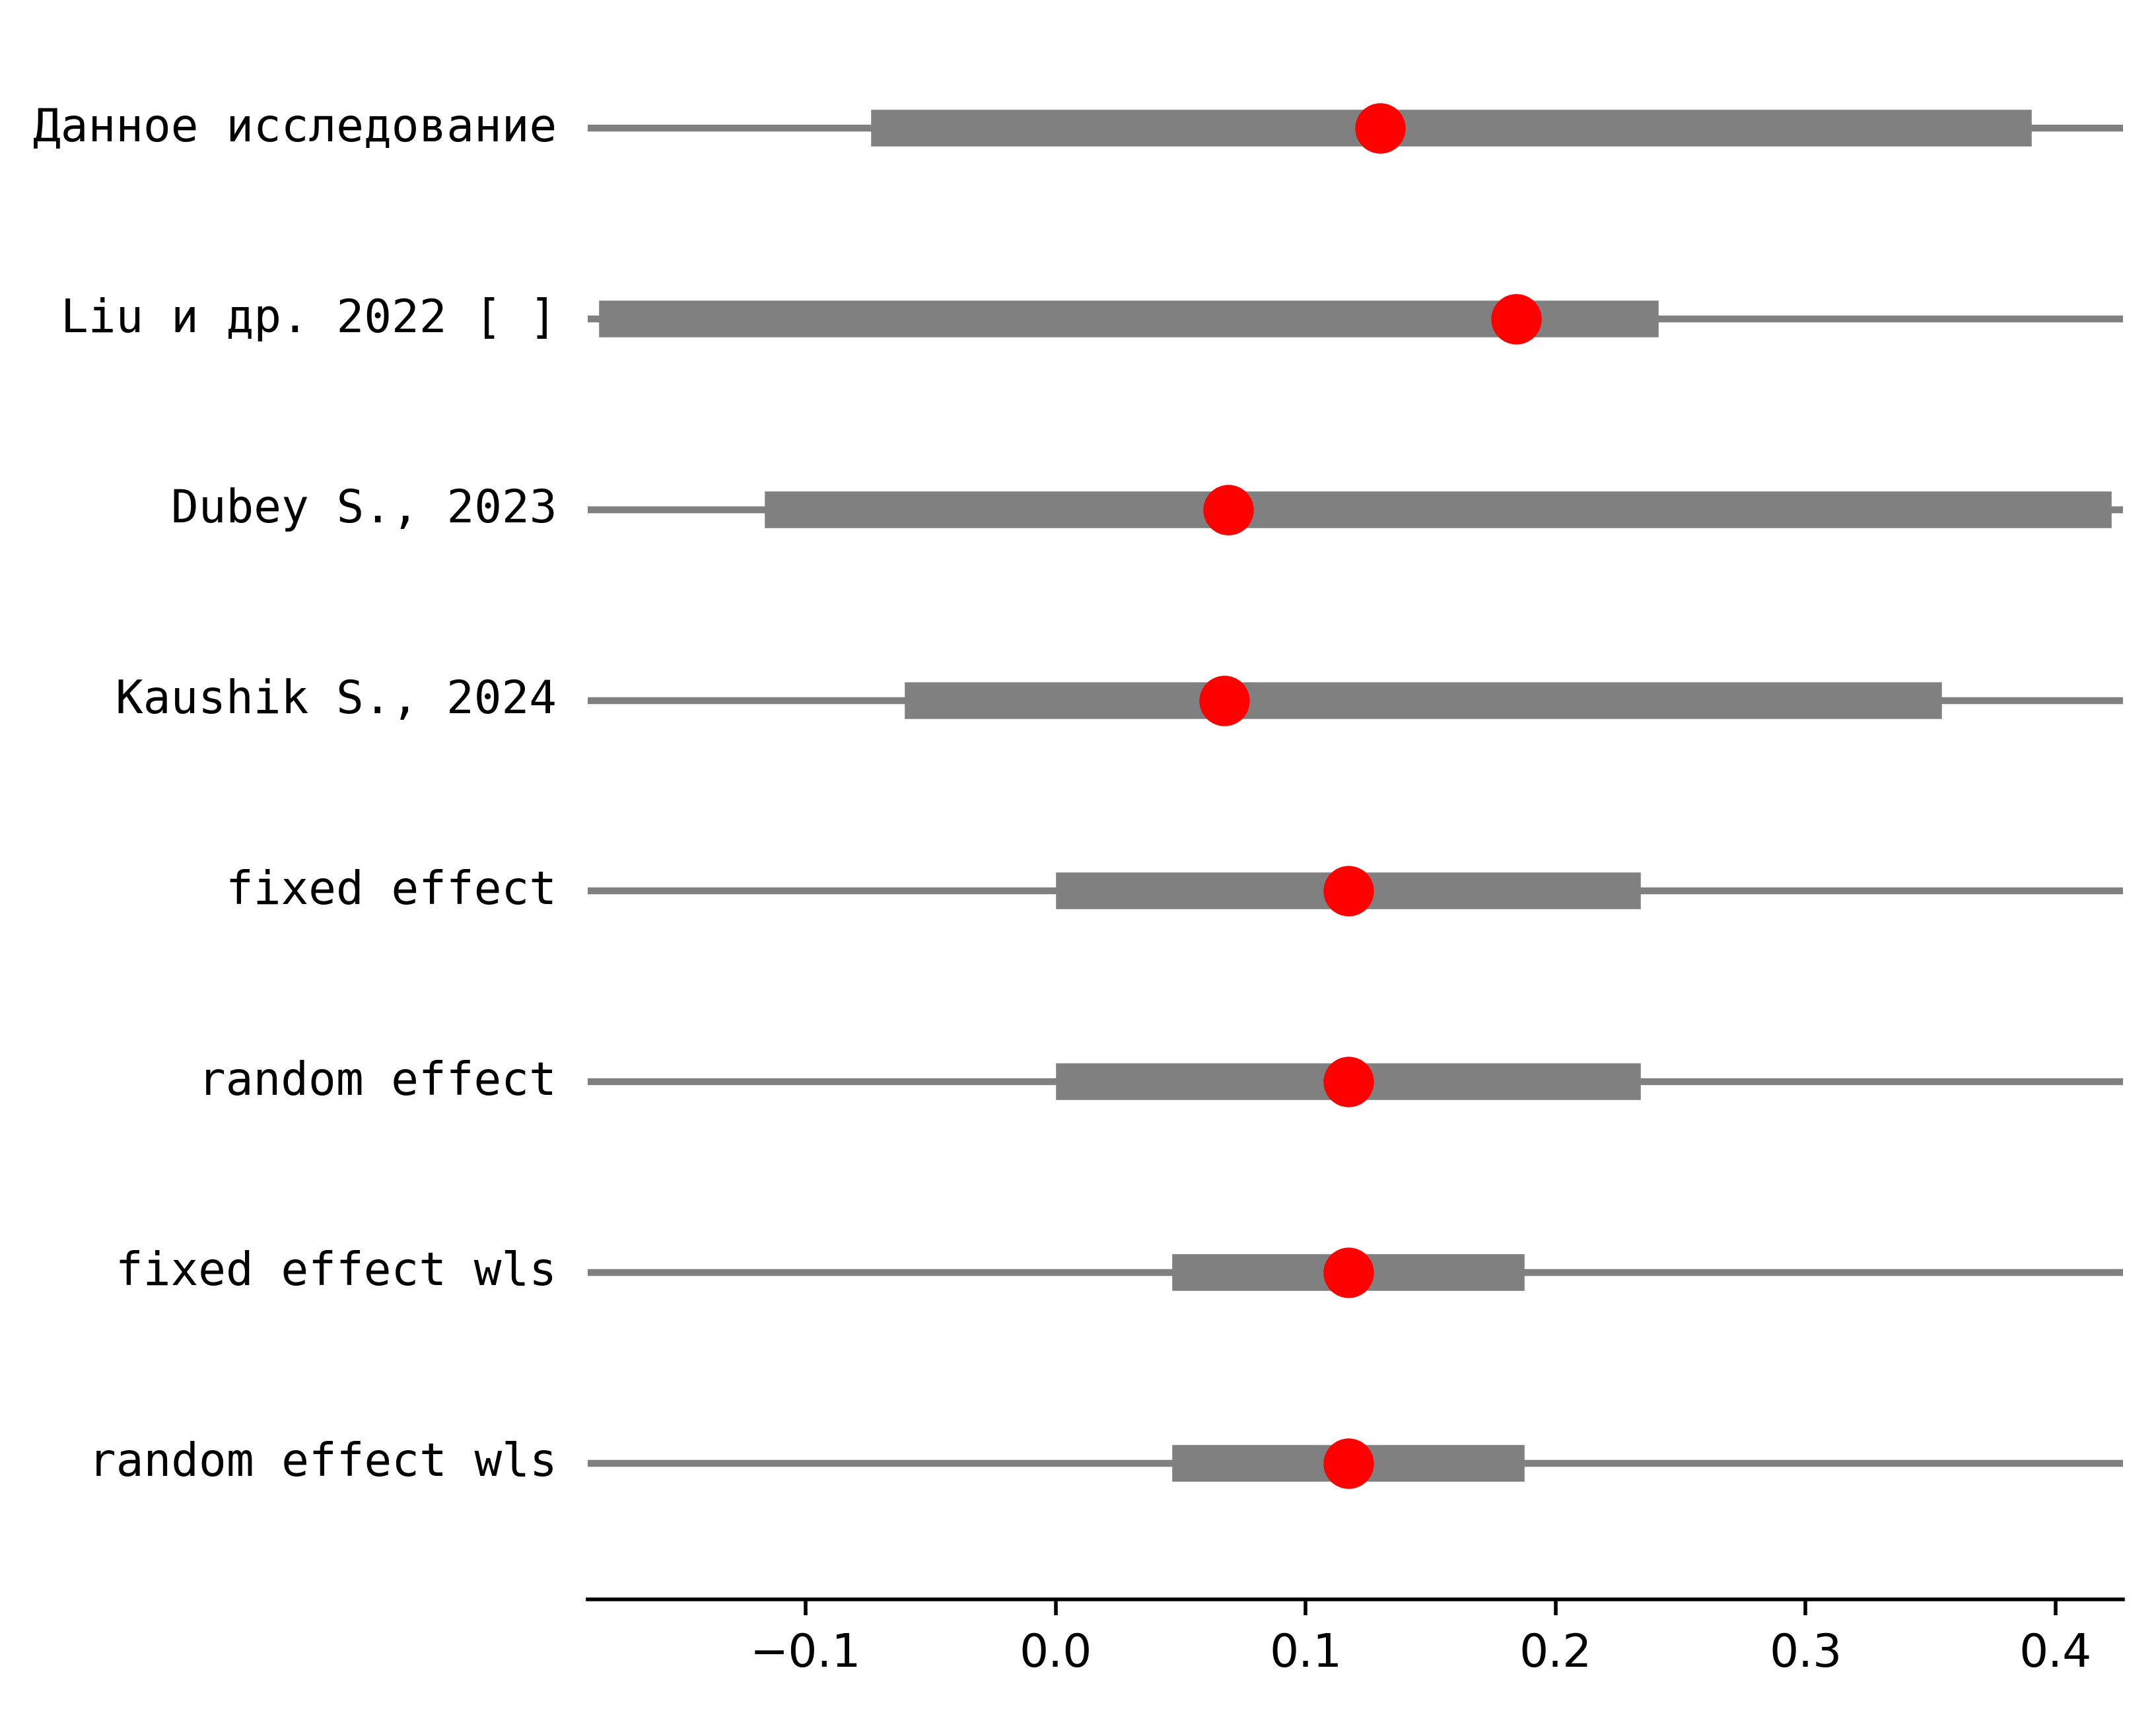 Данное исследование
Liu и др. 2022 [ ]
Dubey S., 2023
Kaushik S., 2024
fixed effect
random effect
fixed effect wls
random effect wls
−0.1 0.0 0.1 0.2 0.3 0.4